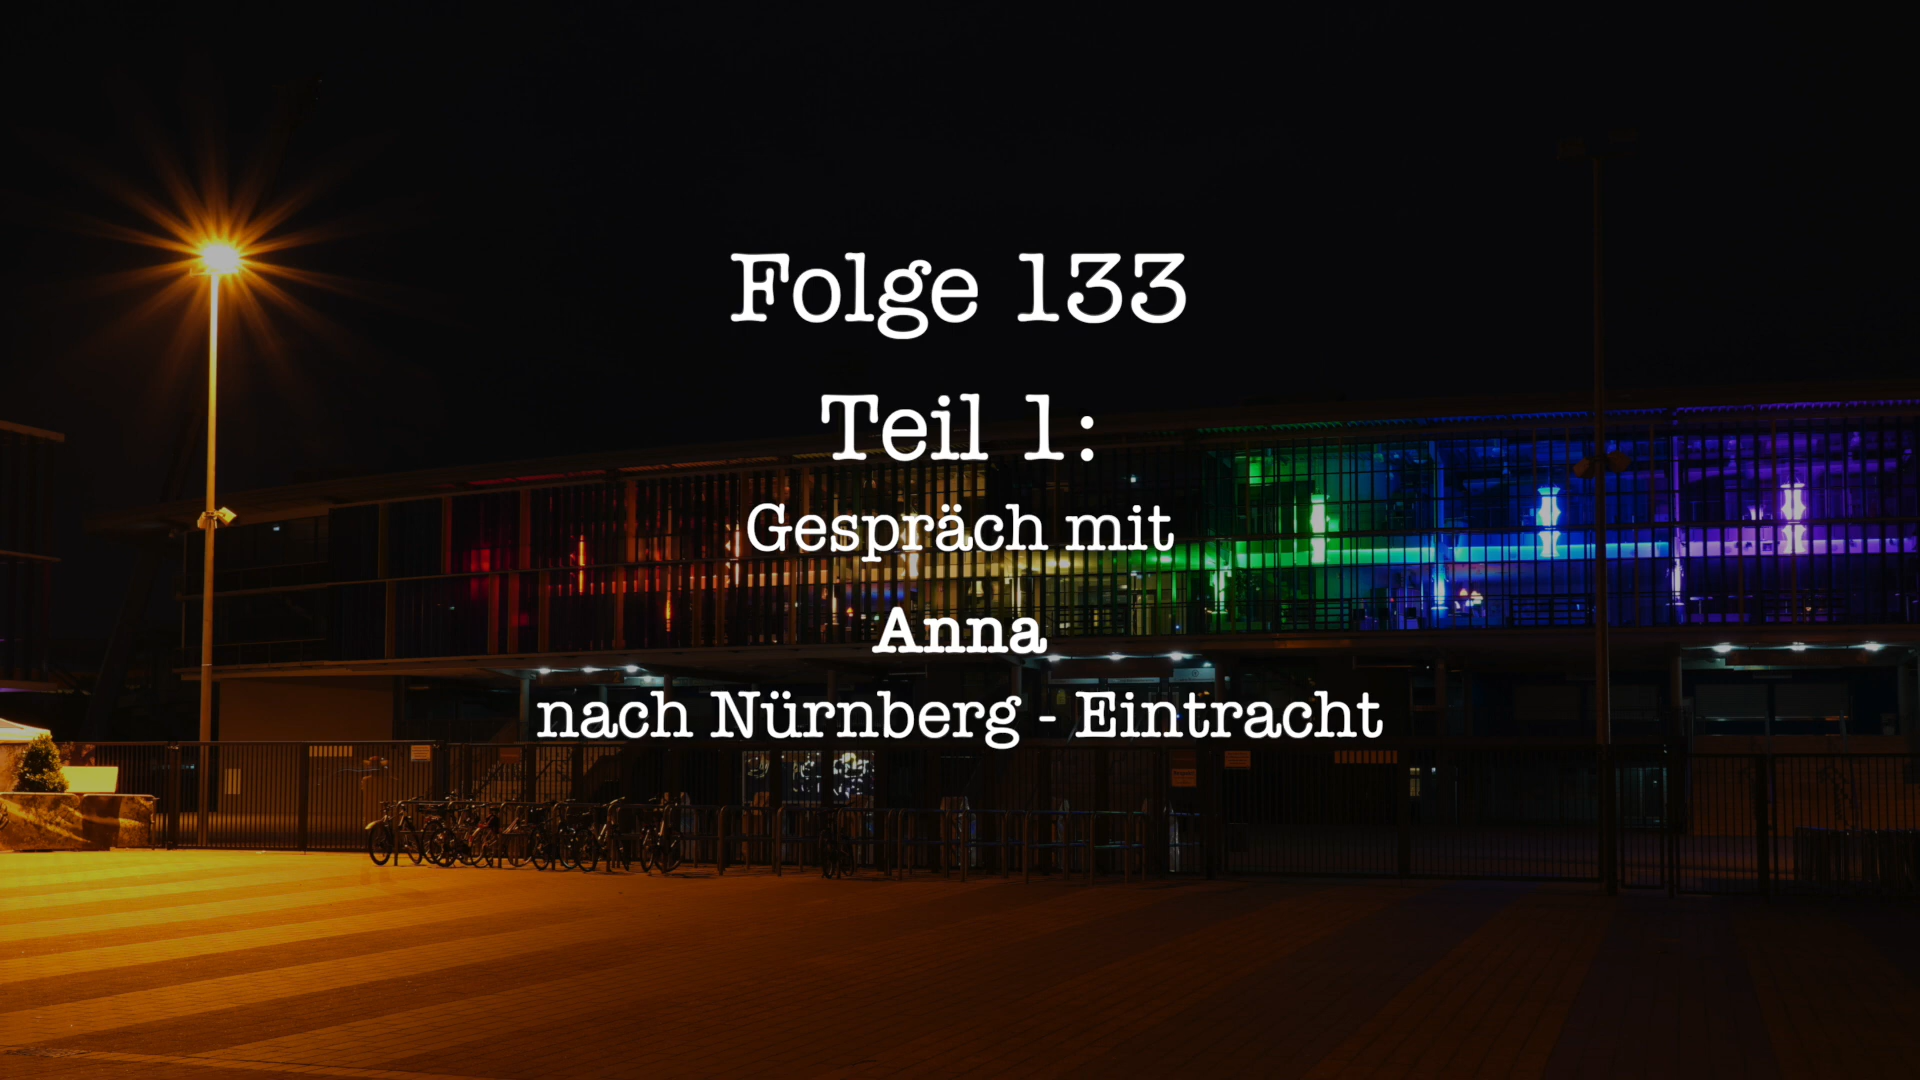 Folge 133
Teil 1:
Gespräch mit
Anna
nach Nürnberg - Eintracht